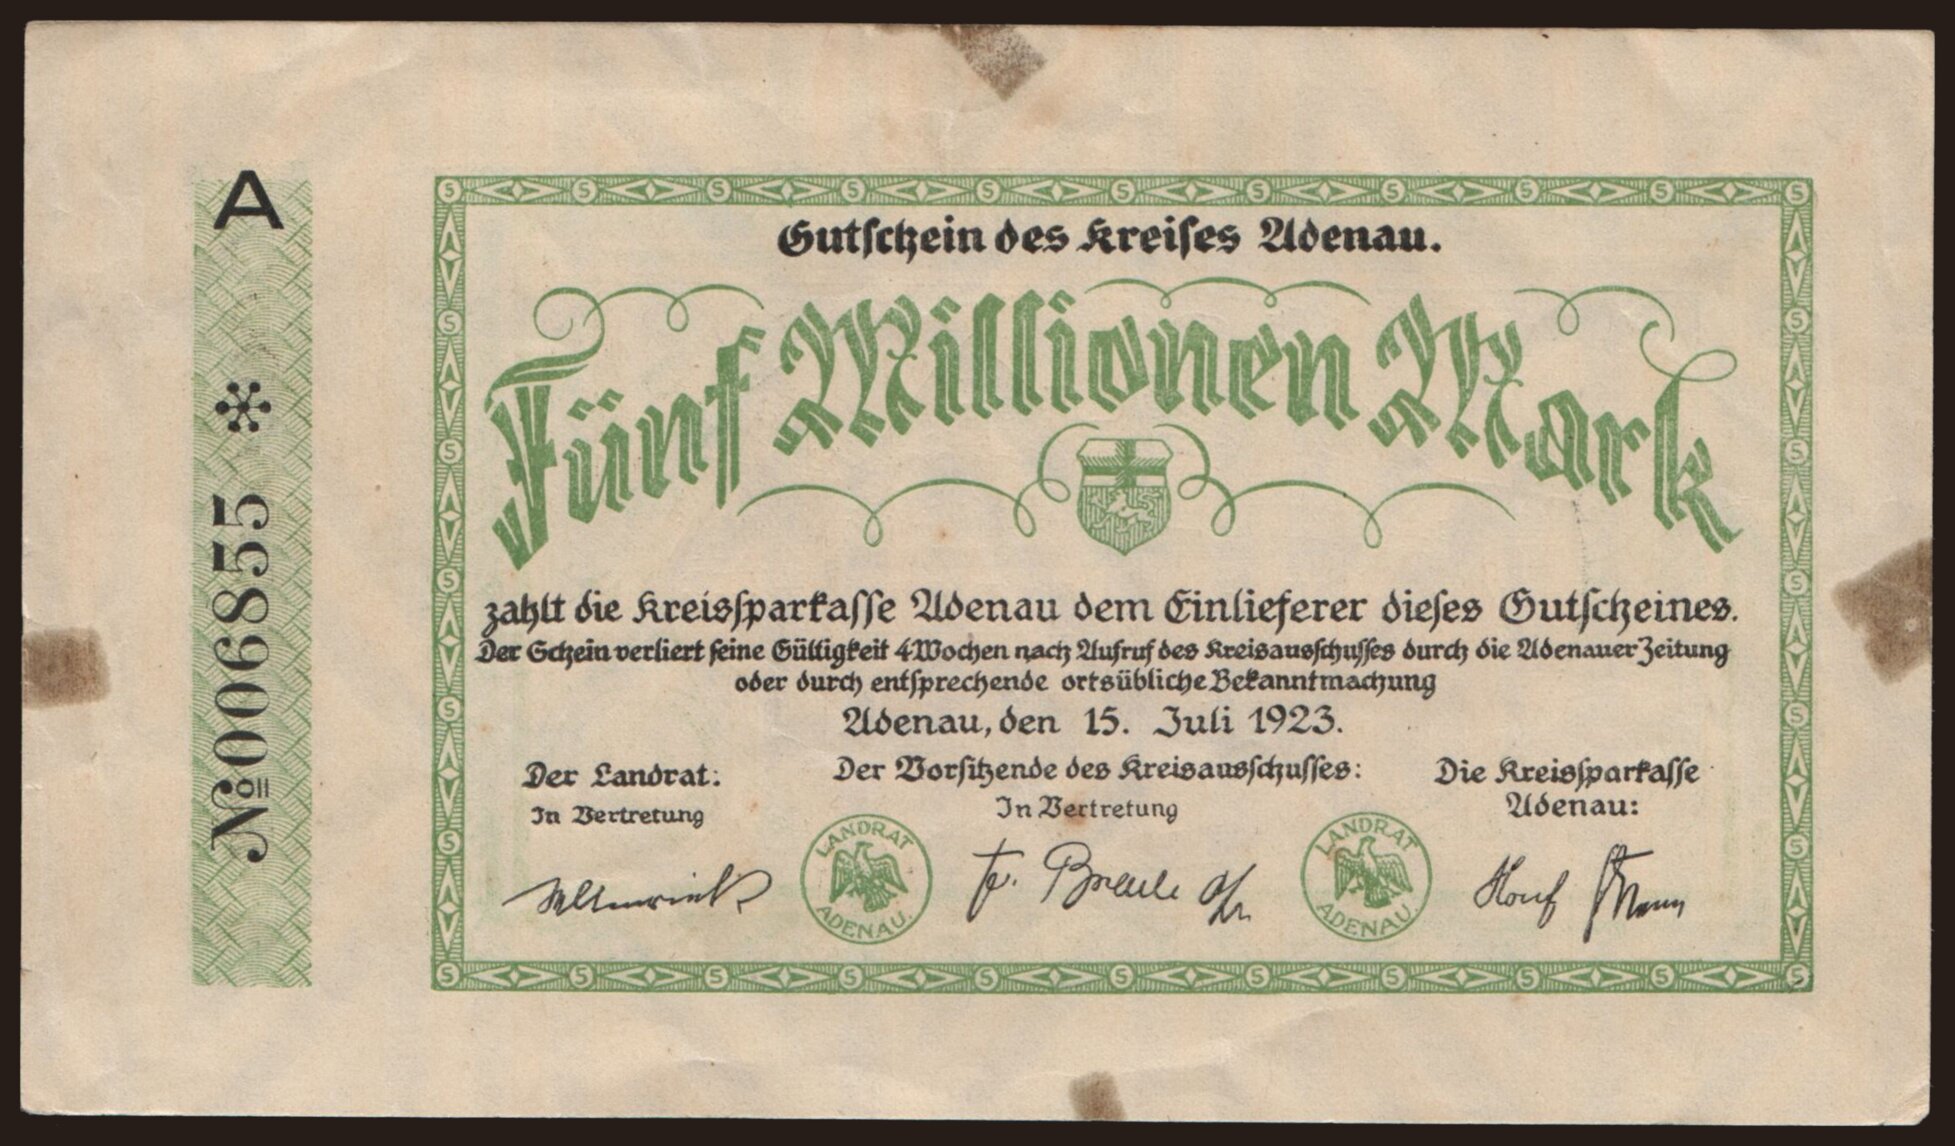 A
№006855
Gutschein des Kreises Adenau.
Fünf Millionen Mark
zahlt die Kreissparkasse Adenau dem Einlieferer dieses Gutscheines.
Der Schein verliert seine Gültigkeit 4 Wochen nach Aufruf des Kreisausschusses durch die Adenauer Zeitung
oder durch entsprechende ortsübliche Bekanntmachung
Adenau, den 15. Juli 1923.
Der Landrat:
In Vertretung
Der Vorsitzende des Kreisausschusses:
In Vertretung
Die Kreissparkasse
Adenau:
LANDRAT
ADENAU.
LANDRAT
ADENAU.